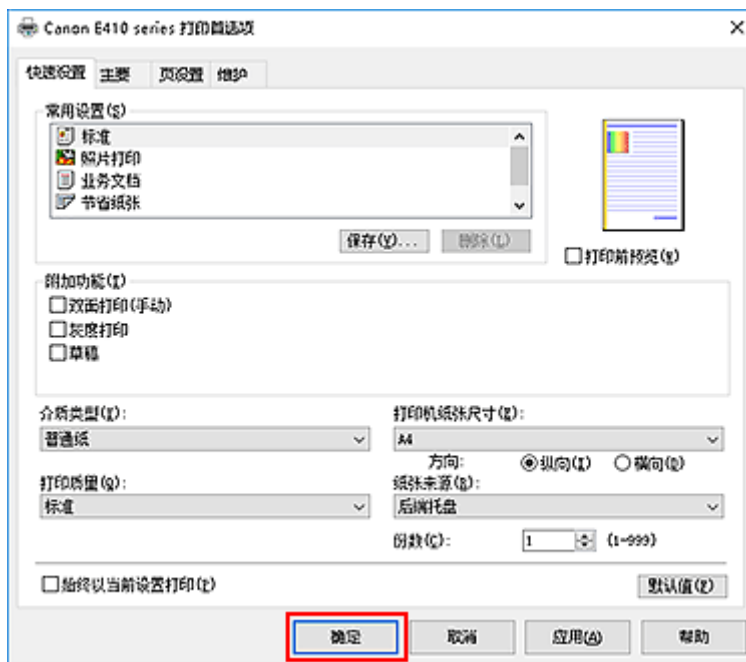 Canon E410 series 打印首选项
快速设置 主要 页设置 维护
常用设置(S)
标准
照片打印
业务文档
节省纸张
保存(V)... 删除(L)
打印前预览(W)
附加功能(I)
双面打印(手动)
灰度打印
草稿
介质类型(X): 打印机纸张尺寸(Z):
普通纸 A4
方向: 纵向(I) 横向(D)
打印质量(Q): 纸张来源(B):
标准 后端托盘
份数(C): 1 (1-999)
始终以当前设置打印(P) 默认值(Z)
确定 取消 应用(A) 帮助